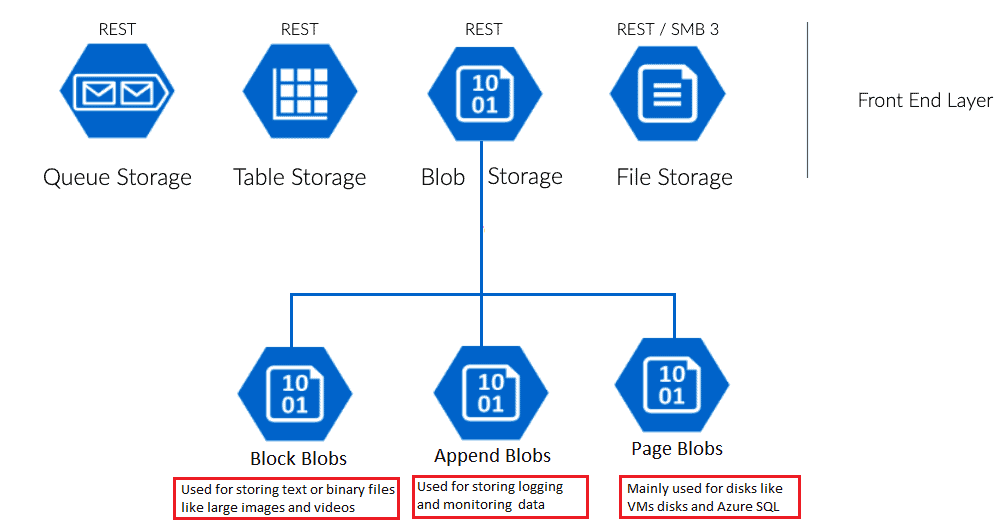 REST
REST
REST
REST / SMB 3
10
01
Front End Layer
Queue Storage
Table Storage
Blob Storage
File Storage
10
01
10
01
10
01
Block Blobs
Append Blobs
Page Blobs
Used for storing text or binary files
like large images and videos
Used for storing logging
and monitoring data
Mainly used for disks like
VMs disks and Azure SQL